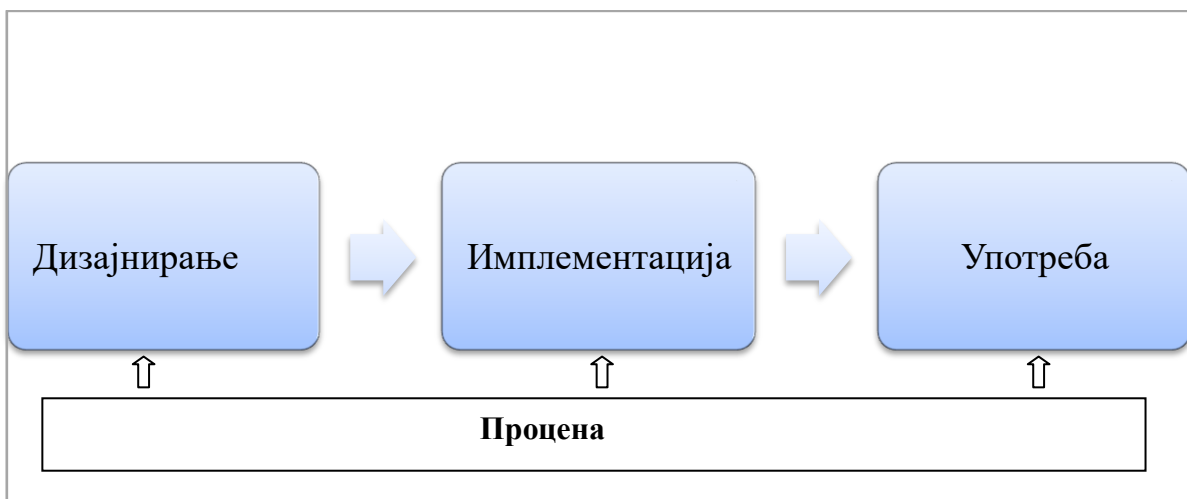 Дизајнирање
Имплементација
Употреба
Процена